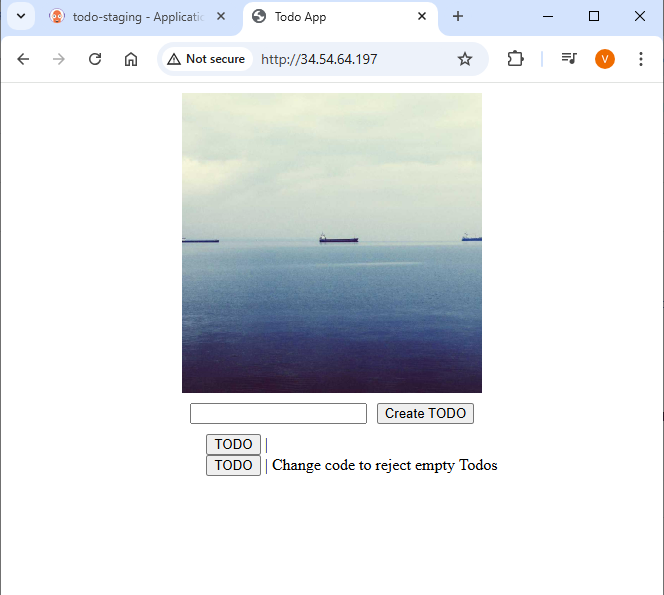 todo-staging - Applicatio
Todo App
Not secure
http://34.54.64.197
V
Create TODO
TODO |
TODO | Change code to reject empty Todos